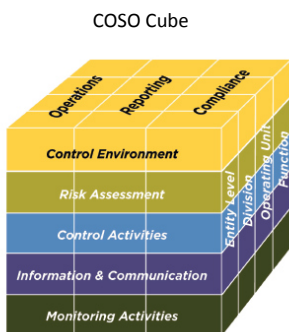 COSO Cube
Operations
Reporting
Compliance
Control Environment
Risk Assessment
Control Activities
Information & Communication
Monitoring Activities
Entity Level
Division
Operating Unit
Function